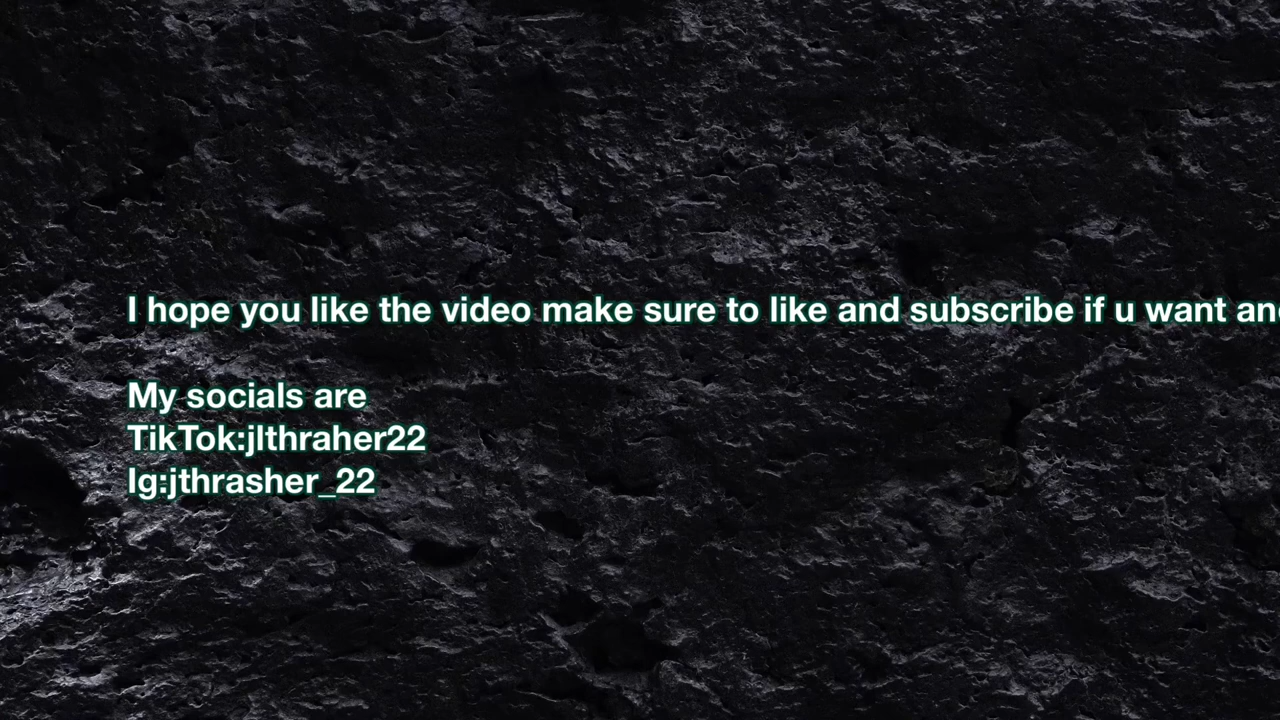 I hope you like the video make sure to like and subscribe if u want and
My socials are
TikTok:jlthraher22
Ig:jthrasher_22